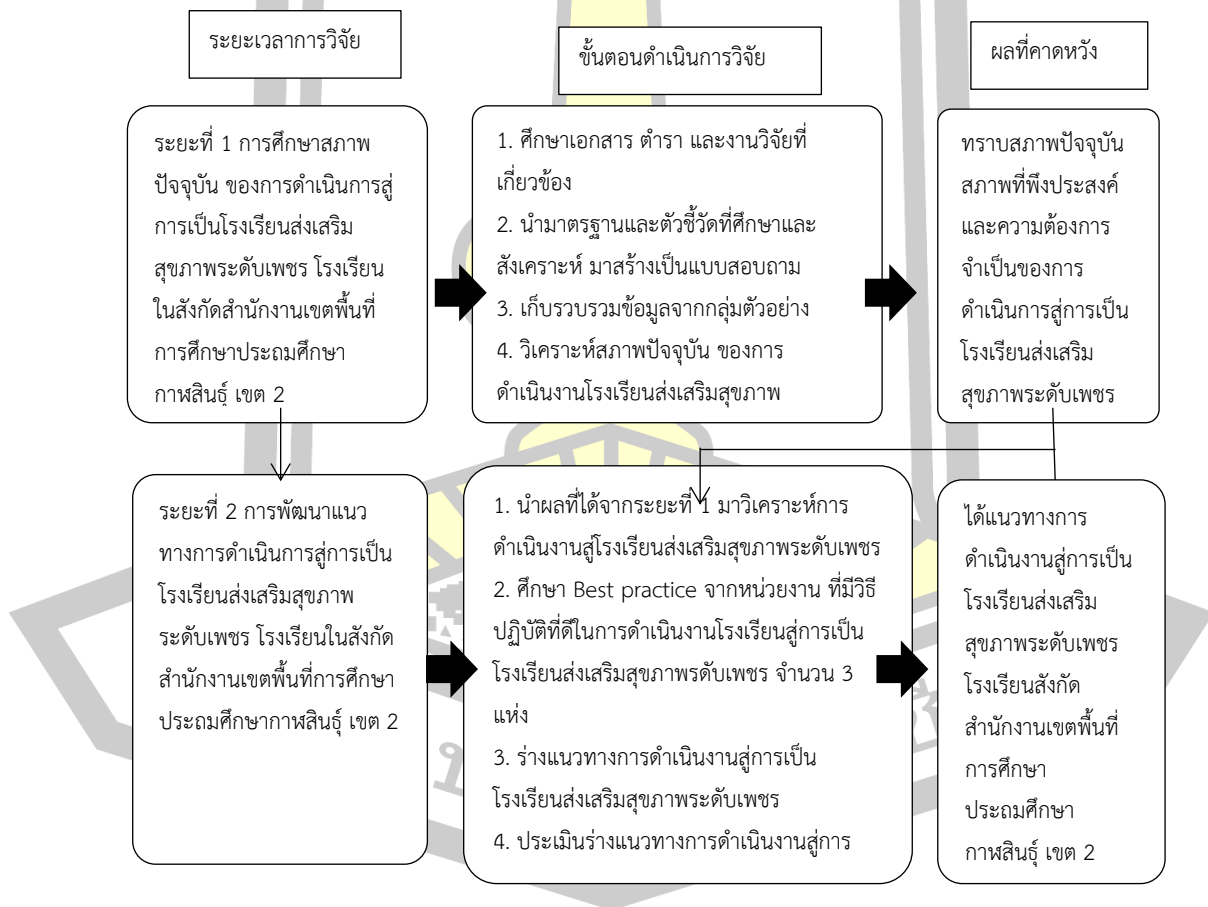 ระยะเวลาการวิจัย
ขั้นตอนดำเนินการวิจัย
ผลที่คาดหวัง
ระยะที่ 1 การศึกษาสภาพ
ปัจจุบัน ของการดำเนินการสู่
การเป็นโรงเรียนส่งเสริม
สุขภาพระดับเพชร โรงเรียน
ในสังกัดสำนักงานเขตพื้นที่
การศึกษาประถมศึกษา
กาฬสินธุ์ เขต 2
1. ศึกษาเอกสาร ตำรา และงานวิจัยที่
เกี่ยวข้อง
2. นำมาตรฐานและตัวชี้วัดที่ศึกษาและ
สังเคราะห์ มาสร้างเป็นแบบสอบถาม
3. เก็บรวบรวมข้อมูลจากกลุ่มตัวอย่าง
4. วิเคราะห์สภาพปัจจุบัน ของการ
ดำเนินงานโรงเรียนส่งเสริมสุขภาพ
ทราบสภาพปัจจุบัน
สภาพที่พึงประสงค์
และความต้องการ
จำเป็นของการ
ดำเนินการสู่การเป็น
โรงเรียนส่งเสริม
สุขภาพระดับเพชร
ระยะที่ 2 การพัฒนาแนว
ทางการดำเนินการสู่การเป็น
โรงเรียนส่งเสริมสุขภาพ
ระดับเพชร โรงเรียนในสังกัด
สำนักงานเขตพื้นที่การศึกษา
ประถมศึกษากาฬสินธุ์ เขต 2
1. นำผลที่ได้จากระยะที่ 1 มาวิเคราะห์การ
ดำเนินงานสู่โรงเรียนส่งเสริมสุขภาพระดับเพชร
2. ศึกษา Best practice จากหน่วยงาน ที่มีวิธี
ปฏิบัติที่ดีในการดำเนินงานโรงเรียนสู่การเป็น
โรงเรียนส่งเสริมสุขภาพรดับเพชร จำนวน 3
แห่ง
3. ร่างแนวทางการดำเนินงานสู่การเป็น
โรงเรียนส่งเสริมสุขภาพระดับเพชร
4. ประเมินร่างแนวทางการดำเนินงานสู่การ
ได้แนวทางการ
ดำเนินงานสู่การเป็น
โรงเรียนส่งเสริม
สุขภาพระดับเพชร
โรงเรียนสังกัด
สำนักงานเขตพื้นที่
การศึกษา
ประถมศึกษา
กาฬสินธุ์ เขต 2